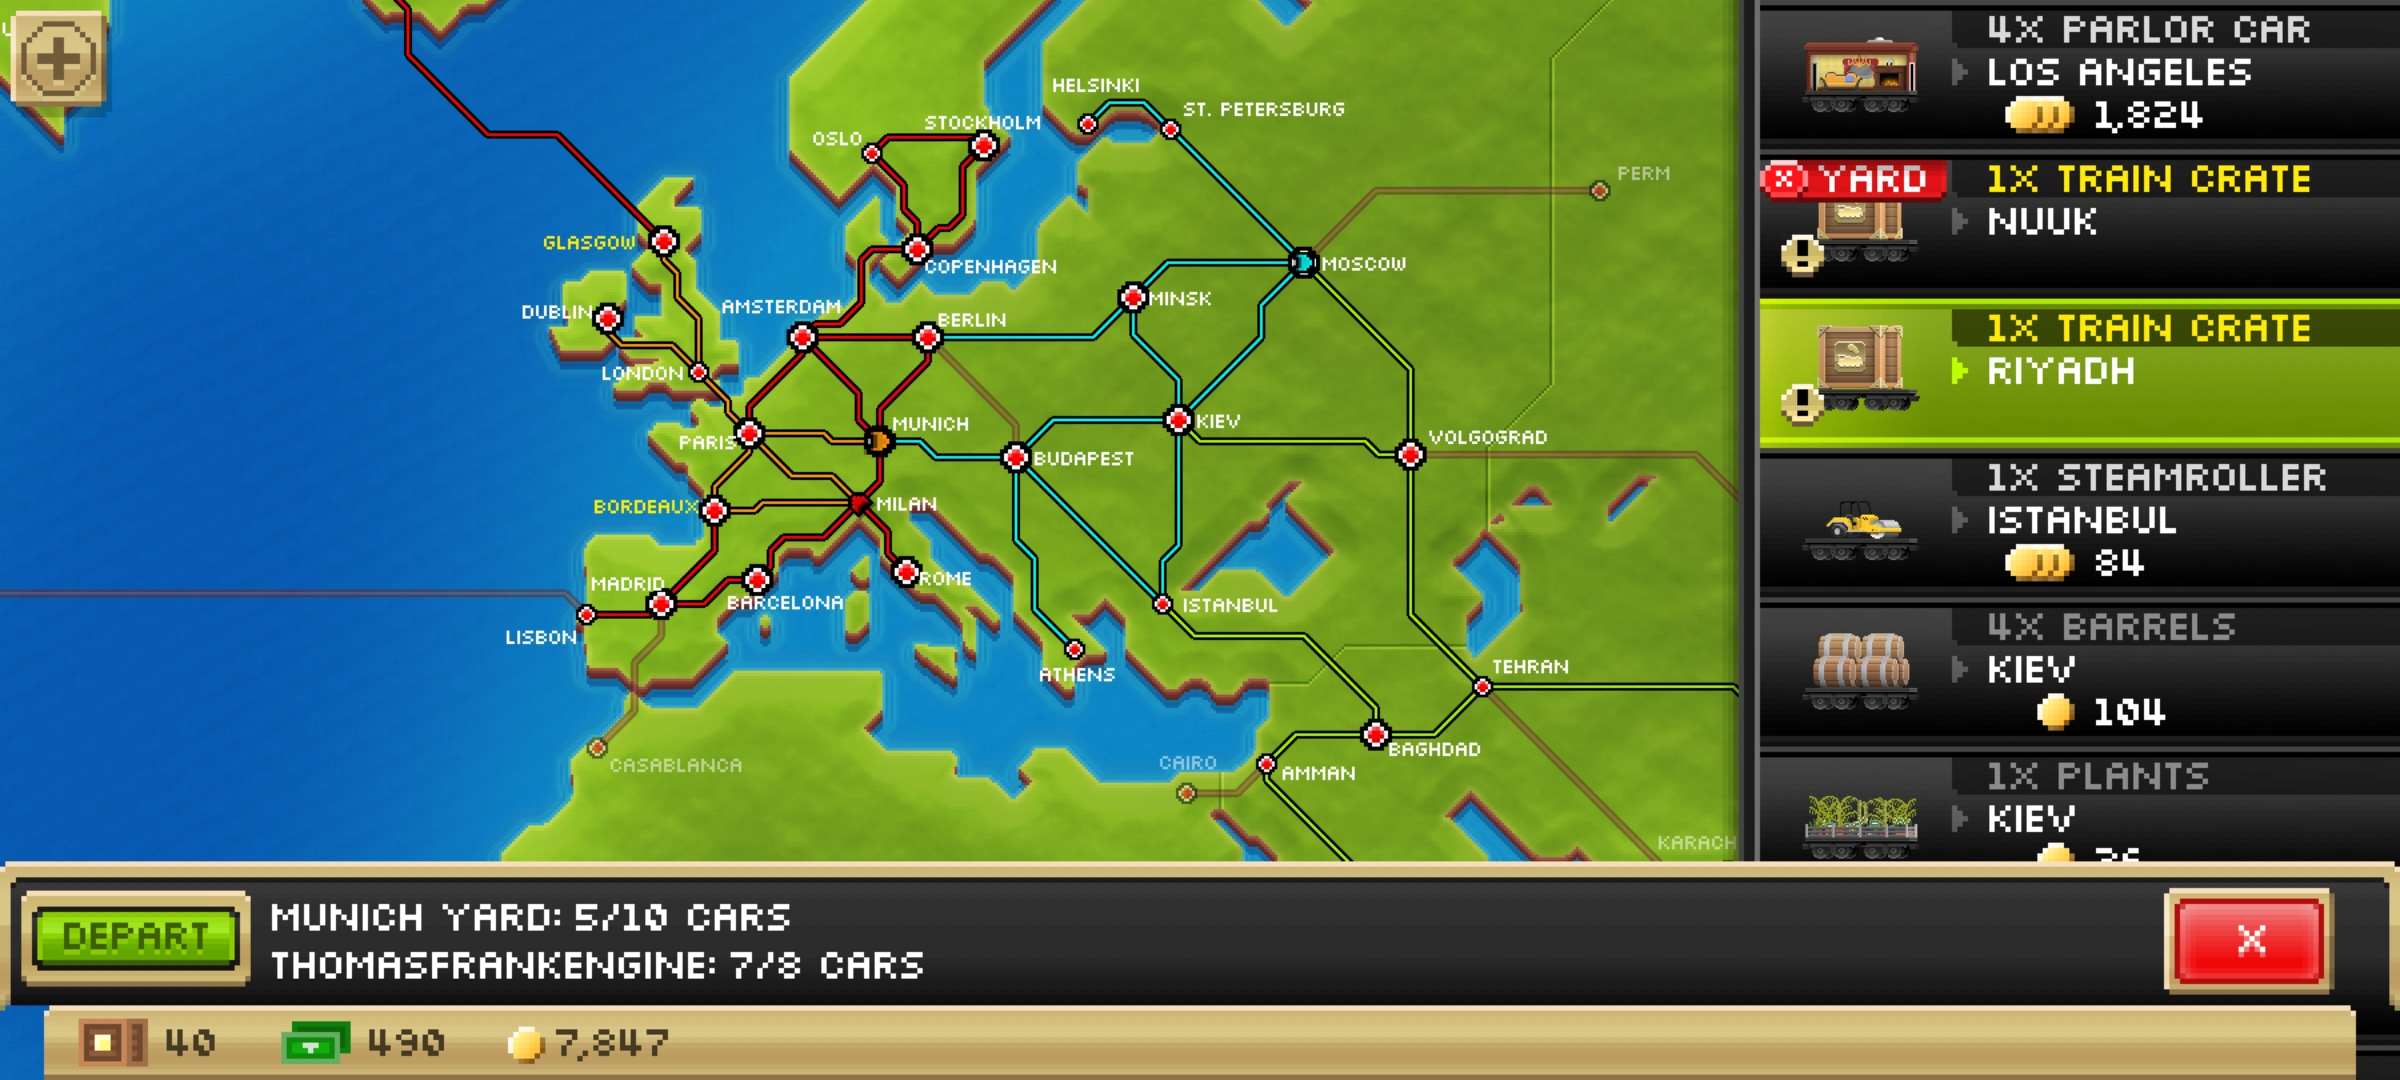 HELSINKI
ST. PETERSBURG
STOCKHOLM
OSLO
PERM
GLASGOW
COPENHAGEN
MOSCOW
MINSK
DUBLIN
AMSTERDAM
BERLIN
LONDON
MUNICH
KIEV
PARIS
BUDAPEST
VOLGOGRAD
BORDEAUX
MILAN
MADRID
ROME
BARCELONA
ISTANBUL
LISBON
ATHENS
TEHRAN
CASABLANCA
CAIRO
BAGHDAD
AMMAN
KARACH
4X PARLOR CAR
LOS ANGELES
1,824
YARD
1X TRAIN CRATE
NUUK
1X TRAIN CRATE
RIYADH
1X STEAMROLLER
ISTANBUL
84
4X BARRELS
KIEV
104
1X PLANTS
KIEV
DEPART
MUNICH YARD: 5/10 CARS
THOMASFRANKENGINE: 7/8 CARS
X
40
490
7,847